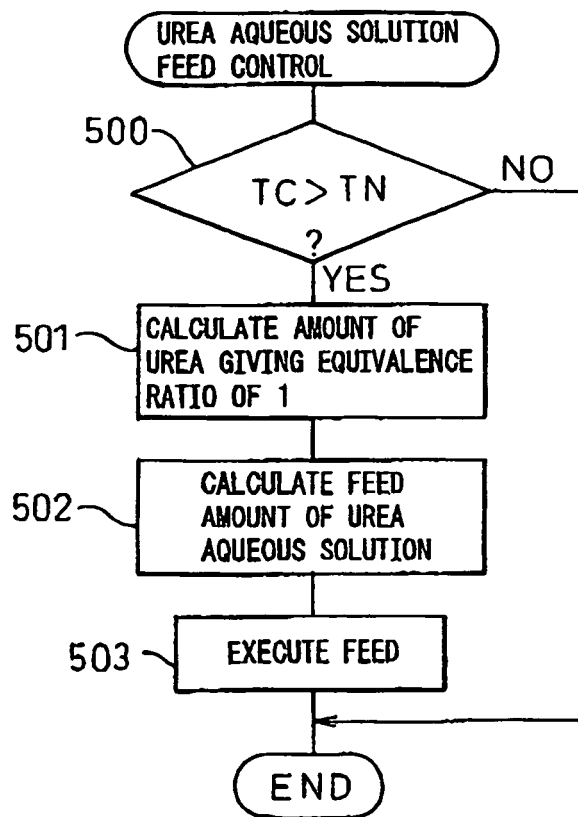 UREA AQUEOUS SOLUTION
FEED CONTROL
500
TC > TN
?
NO
YES
501
CALCULATE AMOUNT OF
UREA GIVING EQUIVALENCE
RATIO OF 1
502
CALCULATE FEED
AMOUNT OF UREA
AQUEOUS SOLUTION
503
EXECUTE FEED
END